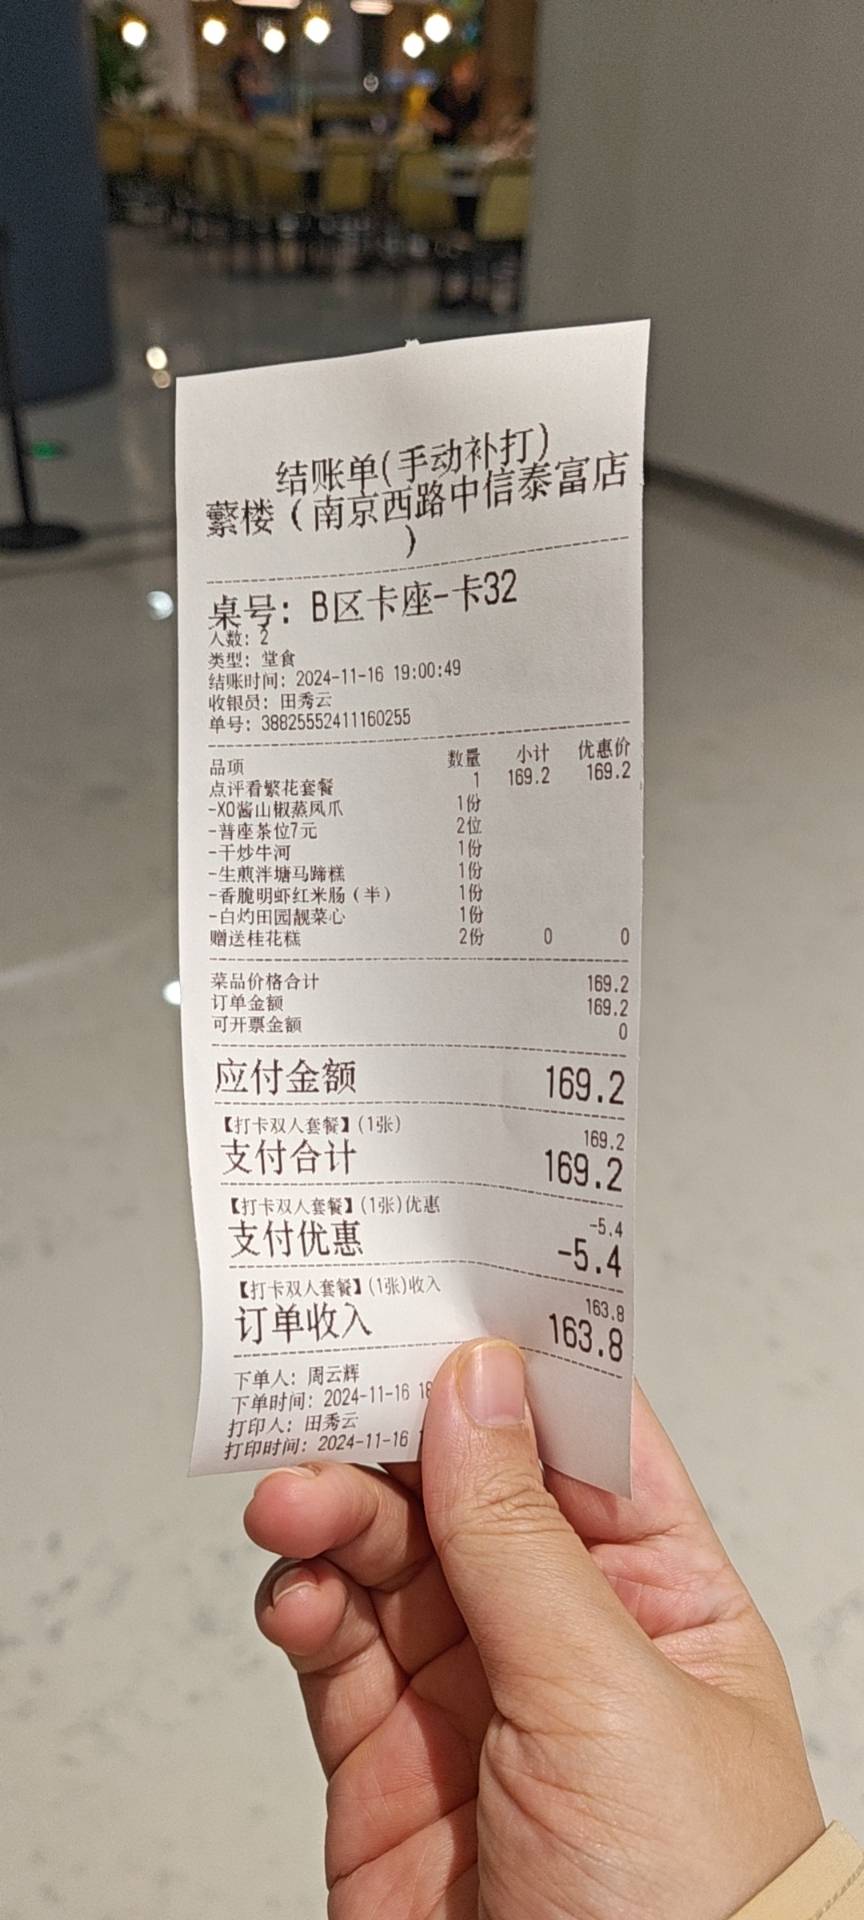 结账单(手动补打)
蘩楼(南京西路中信泰富店
)
桌号: B区卡座-卡32
人数: 2
类型: 堂食
结账时间: 2024-11-16 19:00:49
收银员: 田秀云
单号: 38825552411160255
品项 数量 小计 优惠价
点评看繁花套餐 1 169.2 169.2
-XO酱山椒蒸凤爪 1份
-普座茶位7元 2位
-干炒牛河 1份
-生煎泮塘马蹄糕 1份
-香脆明虾红米肠(半) 1份
-白灼田园靓菜心 1份
赠送桂花糕 2份 0 0
菜品价格合计 169.2
订单金额 169.2
可开票金额 0
应付金额 169.2
【打卡双人套餐】(1张) 169.2
支付合计 169.2
【打卡双人套餐】(1张)优惠 -5.4
支付优惠 -5.4
【打卡双人套餐】(1张)收入 163.8
订单收入 163.8
下单人: 周云辉
下单时间: 2024-11-16 18
打印人: 田秀云
打印时间: 2024-11-16